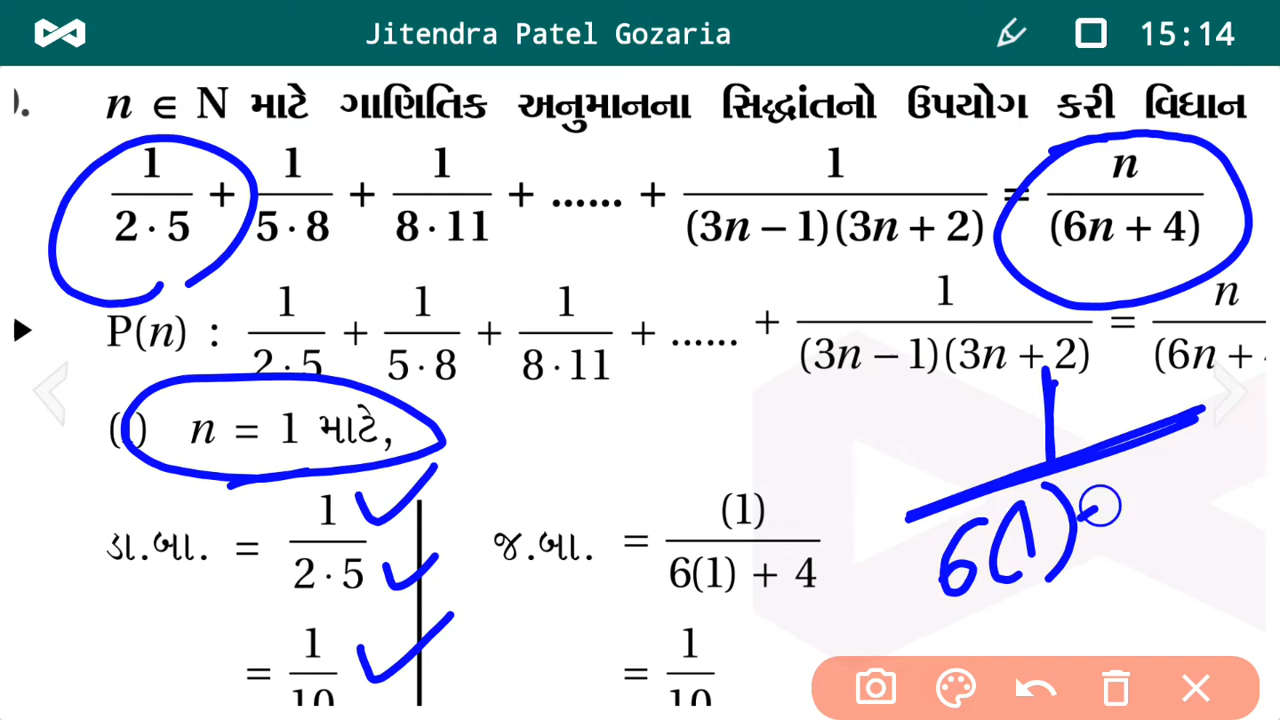 Jitendra Patel Gozaria 15:14
). n ∈ N માટે ગાણિતિક અનુમાનના સિદ્ધાંતનો ઉપયોગ કરી વિધાન
1/(2 · 5) + 1/(5 · 8) + 1/(8 · 11) + ...... + 1/((3n − 1)(3n + 2)) = n/(6n + 4)
▶ P(n) : 1/(2 · 5) + 1/(5 · 8) + 1/(8 · 11) + ...... + 1/((3n − 1)(3n + 2)) = n/(6n +
n = 1 માટે,
ડા.બા. = 1/(2 · 5) જ.બા. = (1)/(6(1) + 4)
= 1/10 = 1/10
1/6(1)